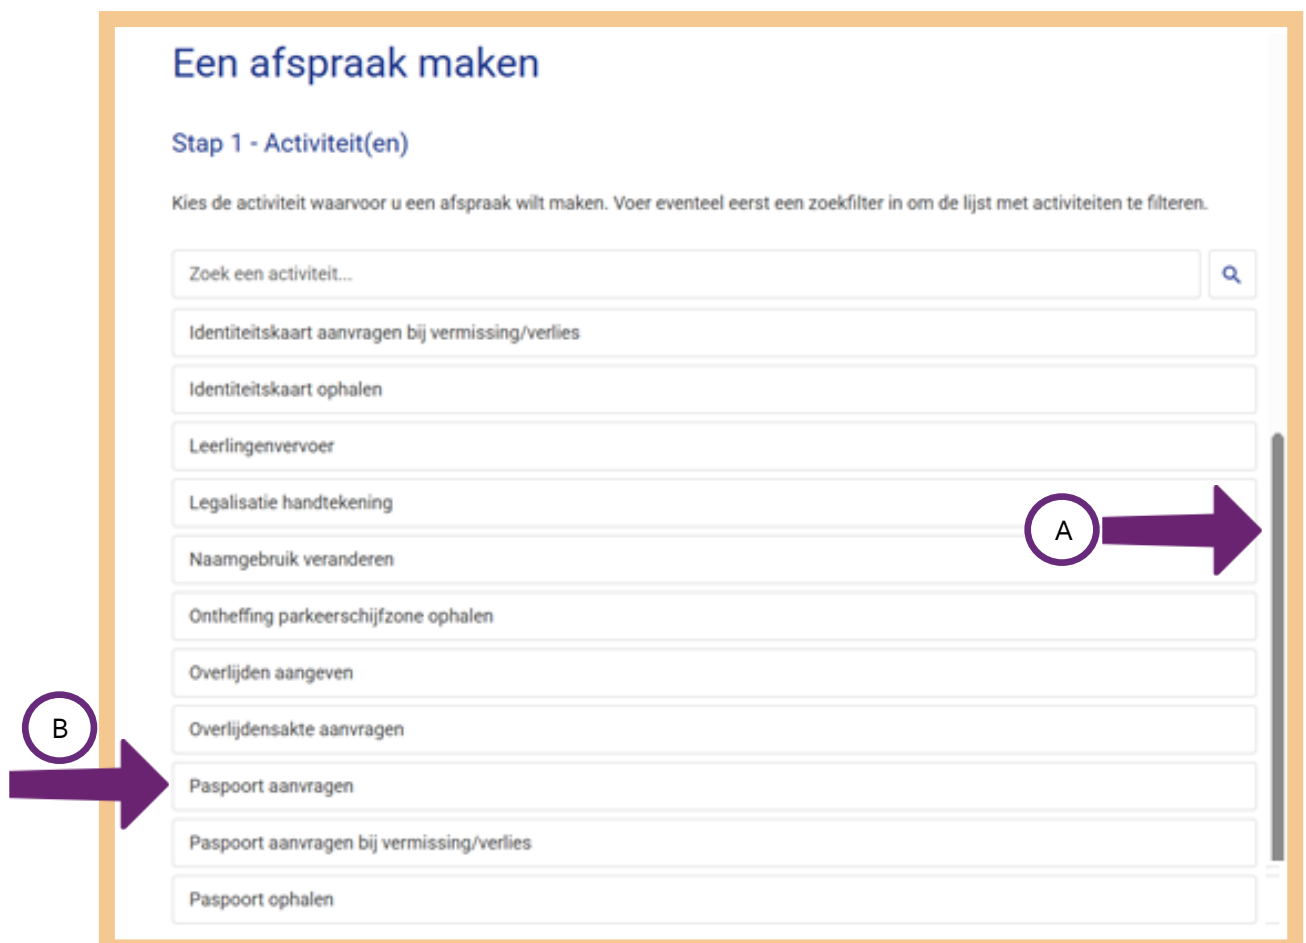 Een afspraak maken
Stap 1 - Activiteit(en)
Kies de activiteit waarvoor u een afspraak wilt maken. Voer eventeel eerst een zoekfilter in om de lijst met activiteiten te filteren.
Zoek een activiteit...
Identiteitskaart aanvragen bij vermissing/verlies
Identiteitskaart ophalen
Leerlingenvervoer
Legalisatie handtekening
A
Naamgebruik veranderen
Ontheffing parkeerschijfzone ophalen
Overlijden aangeven
B
Overlijdensakte aanvragen
Paspoort aanvragen
Paspoort aanvragen bij vermissing/verlies
Paspoort ophalen